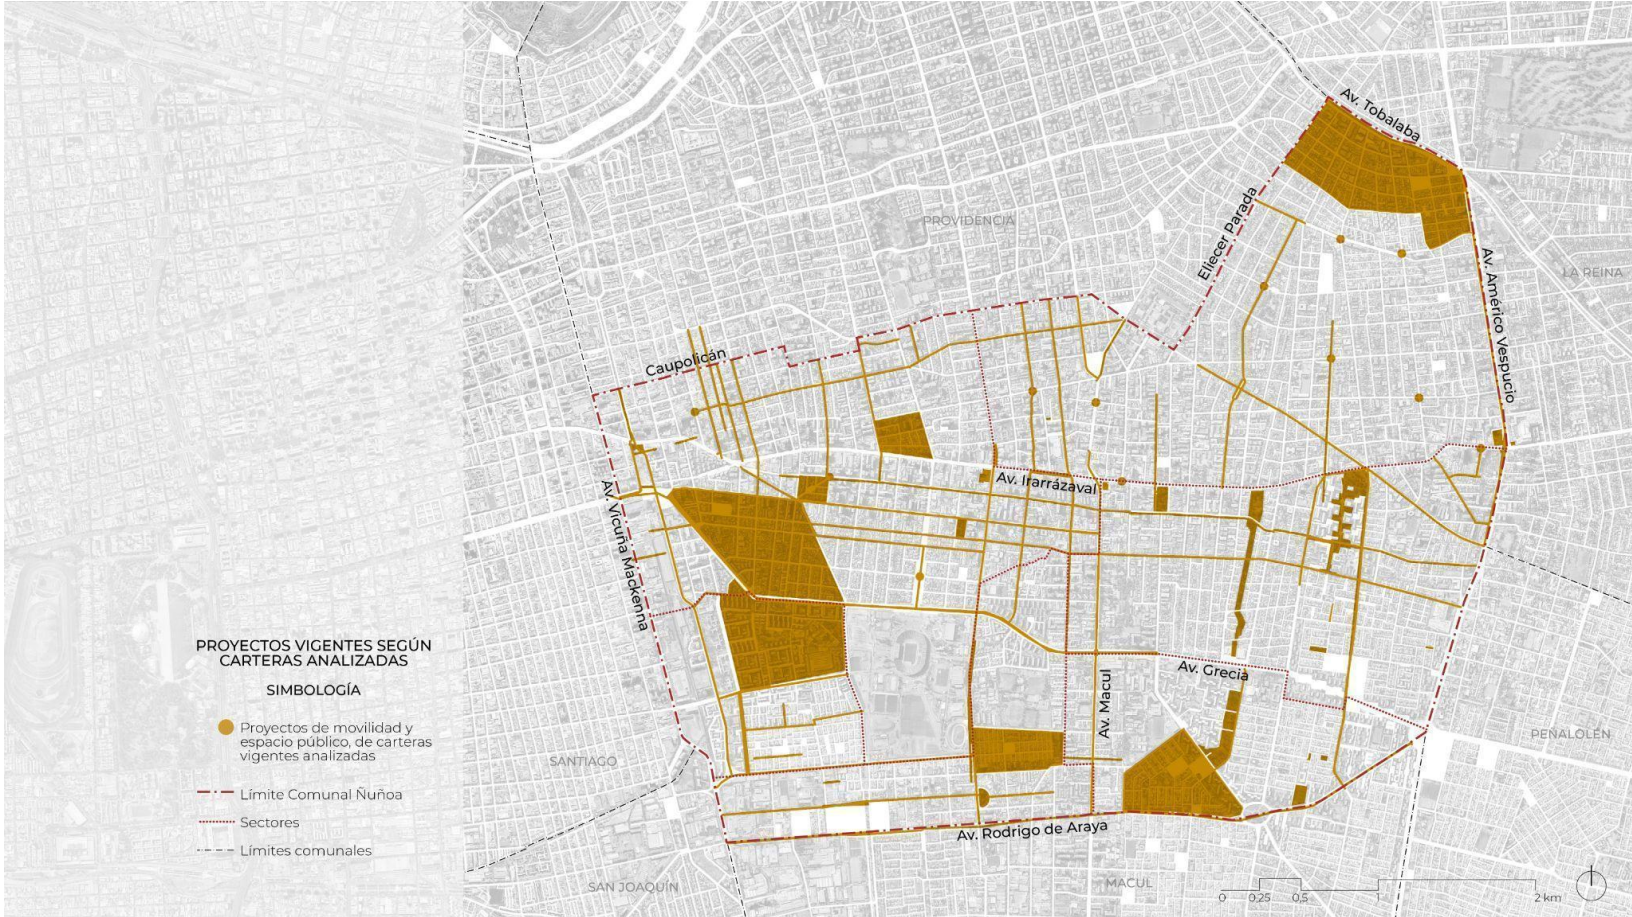 Av. Tobalaba
PROVIDENCIA
Eliecer Parada
LA REINA
Av. Américo Vespucio
Caupolicán
Av. Irarrázaval
Av. Vicuña Mackenna
PROYECTOS VIGENTES SEGÚN
CARTERAS ANALIZADAS
SIMBOLOGÍA
Proyectos de movilidad y
espacio público, de carteras
vigentes analizadas
Límite Comunal Ñuñoa
Sectores
Límites comunales
Av. Grecia
Av. Macul
PEÑALOLÉN
SANTIAGO
Av. Rodrigo de Araya
SAN JOAQUÍN
MACUL
0 0,25 0,5 1 2 km